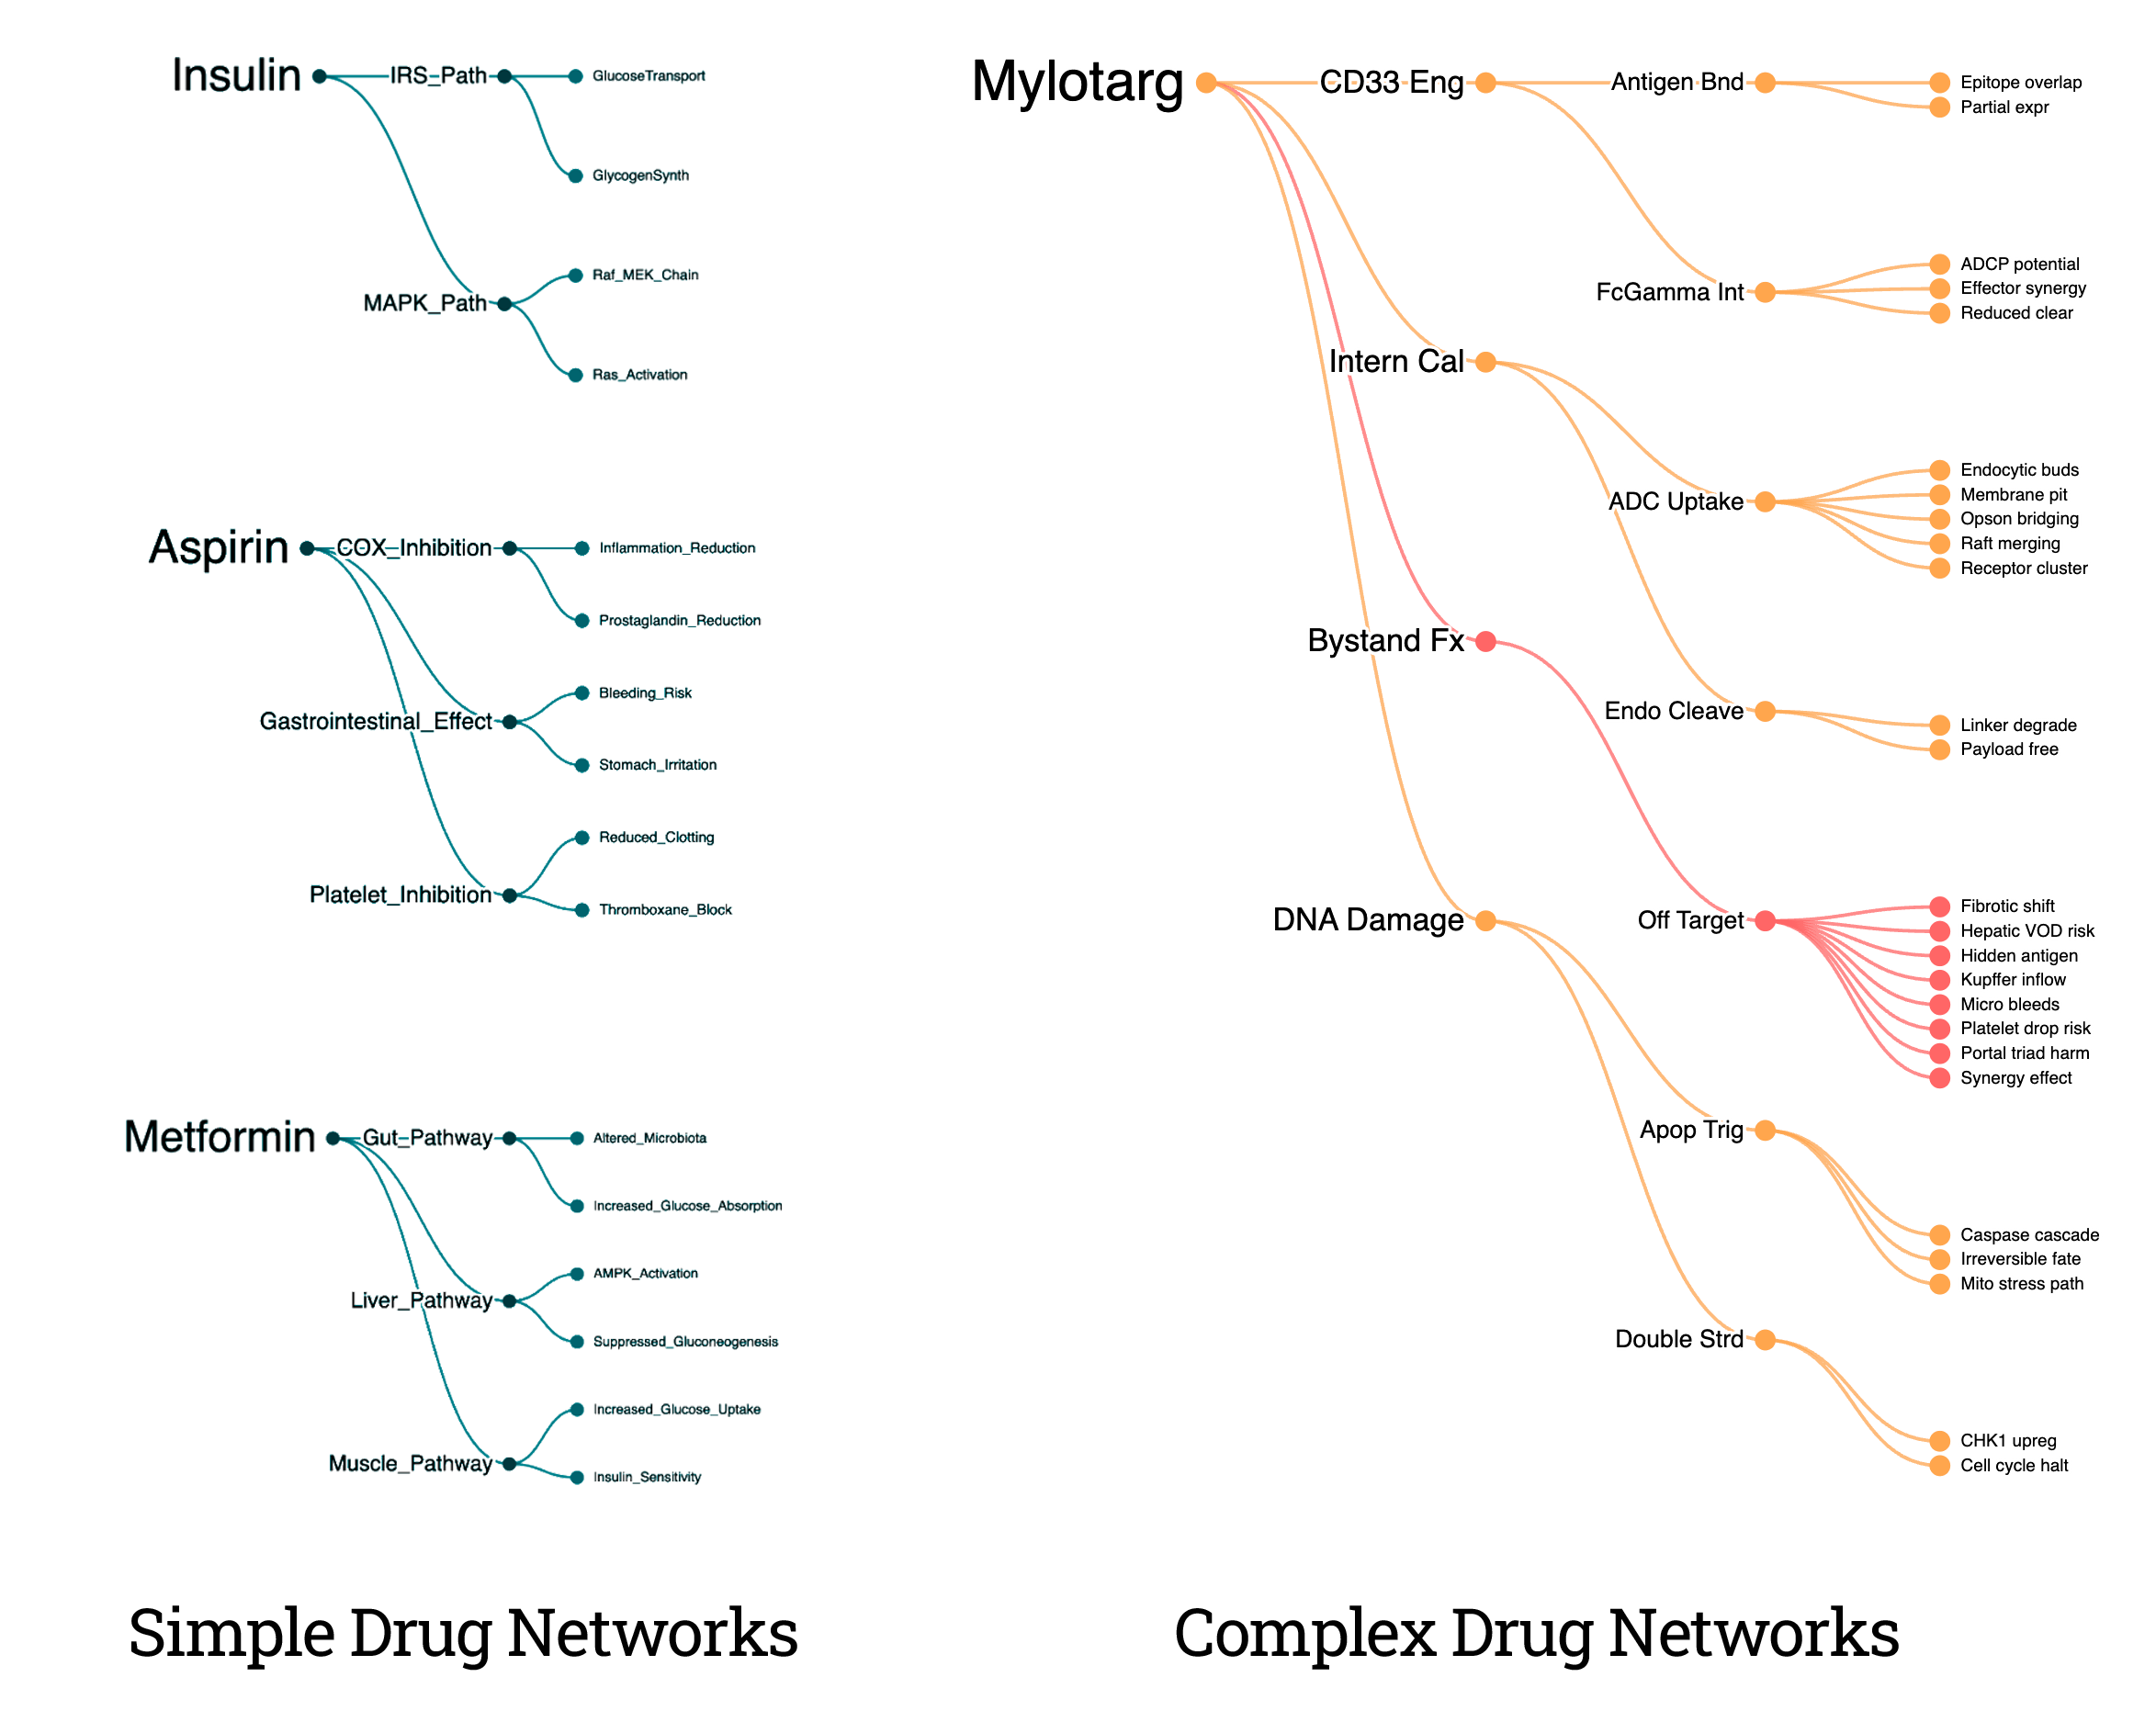 Insulin
IRS_Path
GlucoseTransport
GlycogenSynth
MAPK_Path
Raf_MEK_Chain
Ras_Activation
Aspirin
COX_Inhibition
Inflammation_Reduction
Prostaglandin_Reduction
Gastrointestinal_Effect
Bleeding_Risk
Stomach_Irritation
Platelet_Inhibition
Reduced_Clotting
Thromboxane_Block
Metformin
Gut_Pathway
Altered_Microbiota
Increased_Glucose_Absorption
Liver_Pathway
AMPK_Activation
Suppressed_Gluconeogenesis
Muscle_Pathway
Increased_Glucose_Uptake
Insulin_Sensitivity
Simple Drug Networks
Mylotarg
CD33 Eng
Antigen Bnd
Epitope overlap
Partial expr
FcGamma Int
ADCP potential
Effector synergy
Reduced clear
Intern Cal
ADC Uptake
Endocytic buds
Membrane pit
Opson bridging
Raft merging
Receptor cluster
Endo Cleave
Linker degrade
Payload free
Bystand Fx
Off Target
Fibrotic shift
Hepatic VOD risk
Hidden antigen
Kupffer inflow
Micro bleeds
Platelet drop risk
Portal triad harm
Synergy effect
DNA Damage
Apop Trig
Caspase cascade
Irreversible fate
Mito stress path
Double Strd
CHK1 upreg
Cell cycle halt
Complex Drug Networks